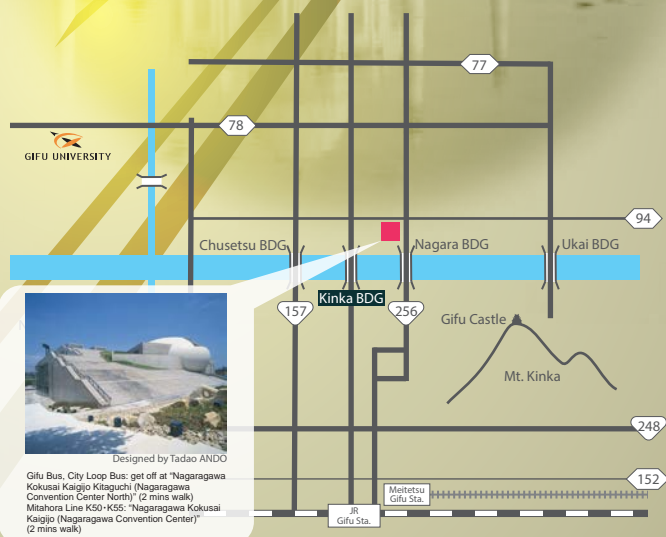 77
78
GIFU UNIVERSITY
94
Chusetsu BDG
Nagara BDG
Ukai BDG
Kinka BDG
157
256
Gifu Castle
Mt. Kinka
Designed by Tadao ANDO
248
Gifu Bus, City Loop Bus: get off at “Nagaragawa
Kokusai Kaigijo Kitaguchi (Nagaragawa
Convention Center North)” (2 mins walk)
Mitahora Line K50･K55: “Nagaragawa Kokusai
Kaigijo (Nagaragawa Convention Center)”
(2 mins walk)
152
Meitetsu
Gifu Sta.
JR
Gifu Sta.